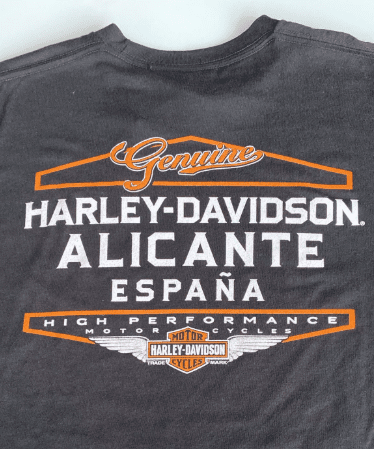 Genuine
HARLEY-DAVIDSON®
ALICANTE
ESPAÑA
HIGH PERFORMANCE
MOTOR CYCLES
MOTOR
HARLEY-DAVIDSON
CYCLES
TRADE MARK